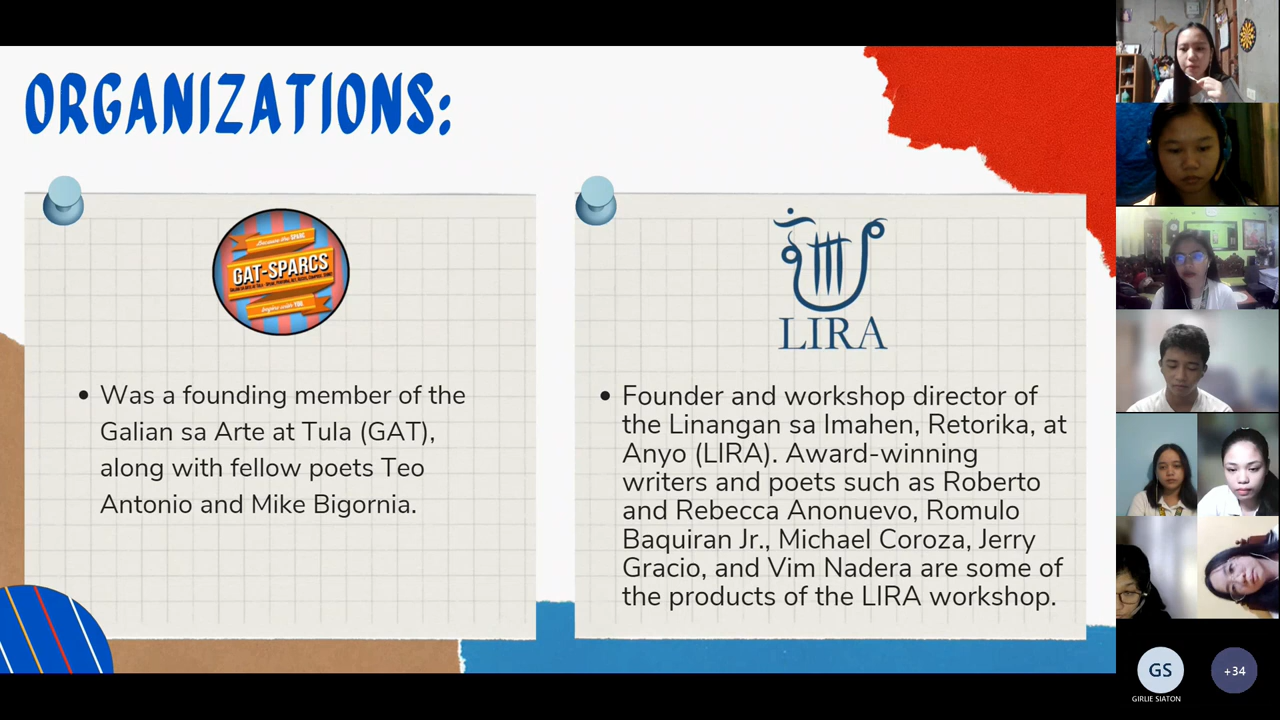 ORGANIZATIONS:
GAT-SPARCS
LIRA
• Was a founding member of the
Galian sa Arte at Tula (GAT),
along with fellow poets Teo
Antonio and Mike Bigornia.
• Founder and workshop director of
the Linangan sa Imahen, Retorika, at
Anyo (LIRA). Award-winning
writers and poets such as Roberto
and Rebecca Anonuevo, Romulo
Baquiran Jr., Michael Coroza, Jerry
Gracio, and Vim Nadera are some of
the products of the LIRA workshop.
GS
+34
GIRLIE SIATON